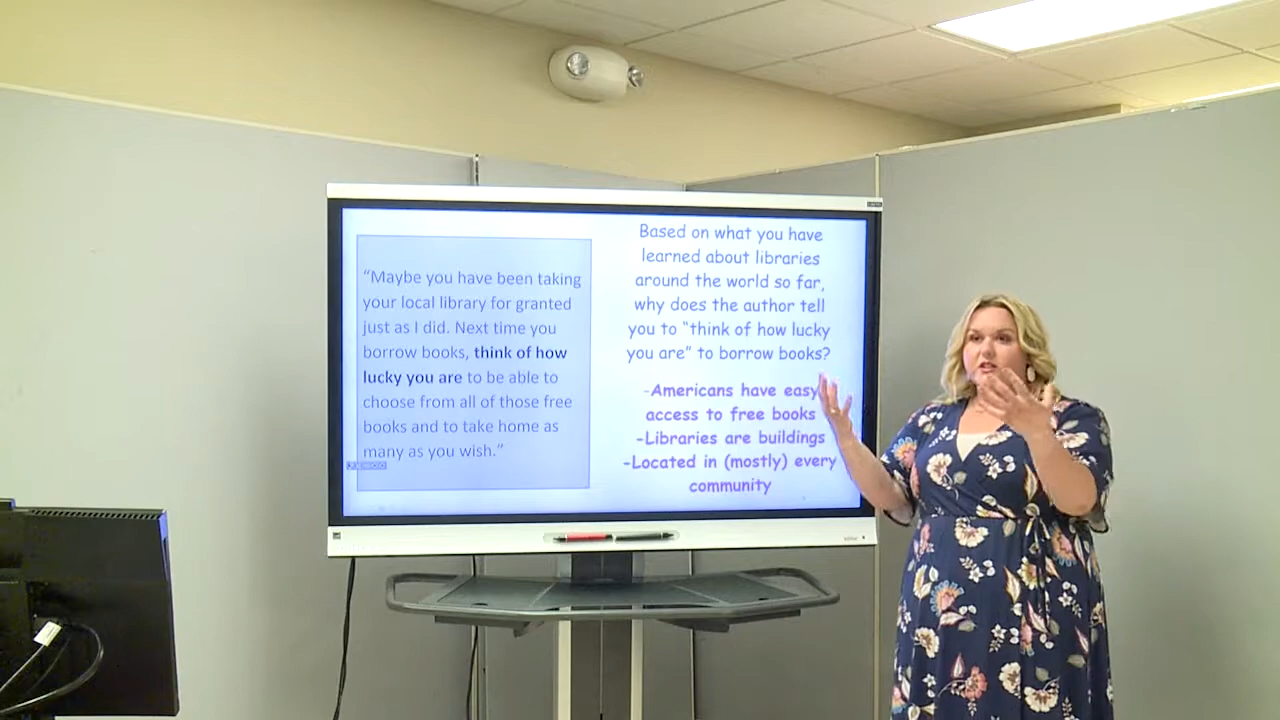 “Maybe you have been taking
your local library for granted
just as I did. Next time you
borrow books, think of how
lucky you are to be able to
choose from all of those free
books and to take home as
many as you wish.”
Based on what you have
learned about libraries
around the world so far,
why does the author tell
you to “think of how lucky
you are” to borrow books?
-Americans have easy
access to free books
-Libraries are buildings
-Located in (mostly) every
community